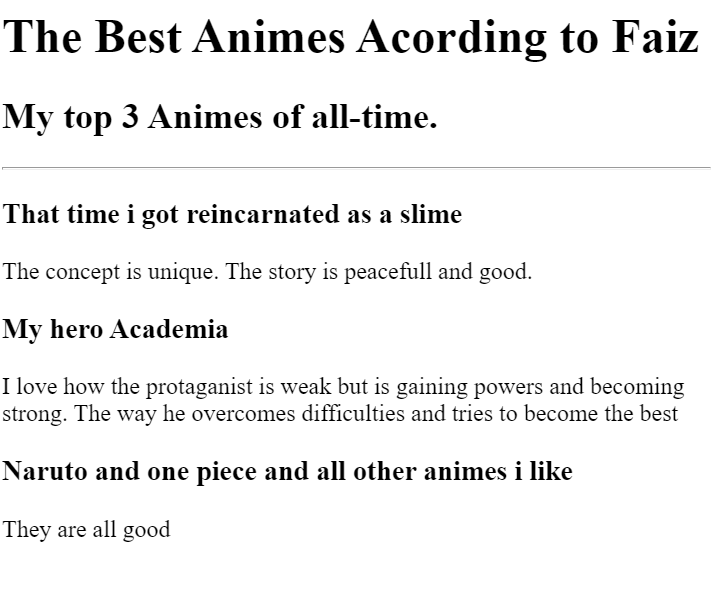 The Best Animes Acording to Faiz
My top 3 Animes of all-time.
That time i got reincarnated as a slime
The concept is unique. The story is peacefull and good.
My hero Academia
I love how the protaganist is weak but is gaining powers and becoming
strong. The way he overcomes difficulties and tries to become the best
Naruto and one piece and all other animes i like
They are all good